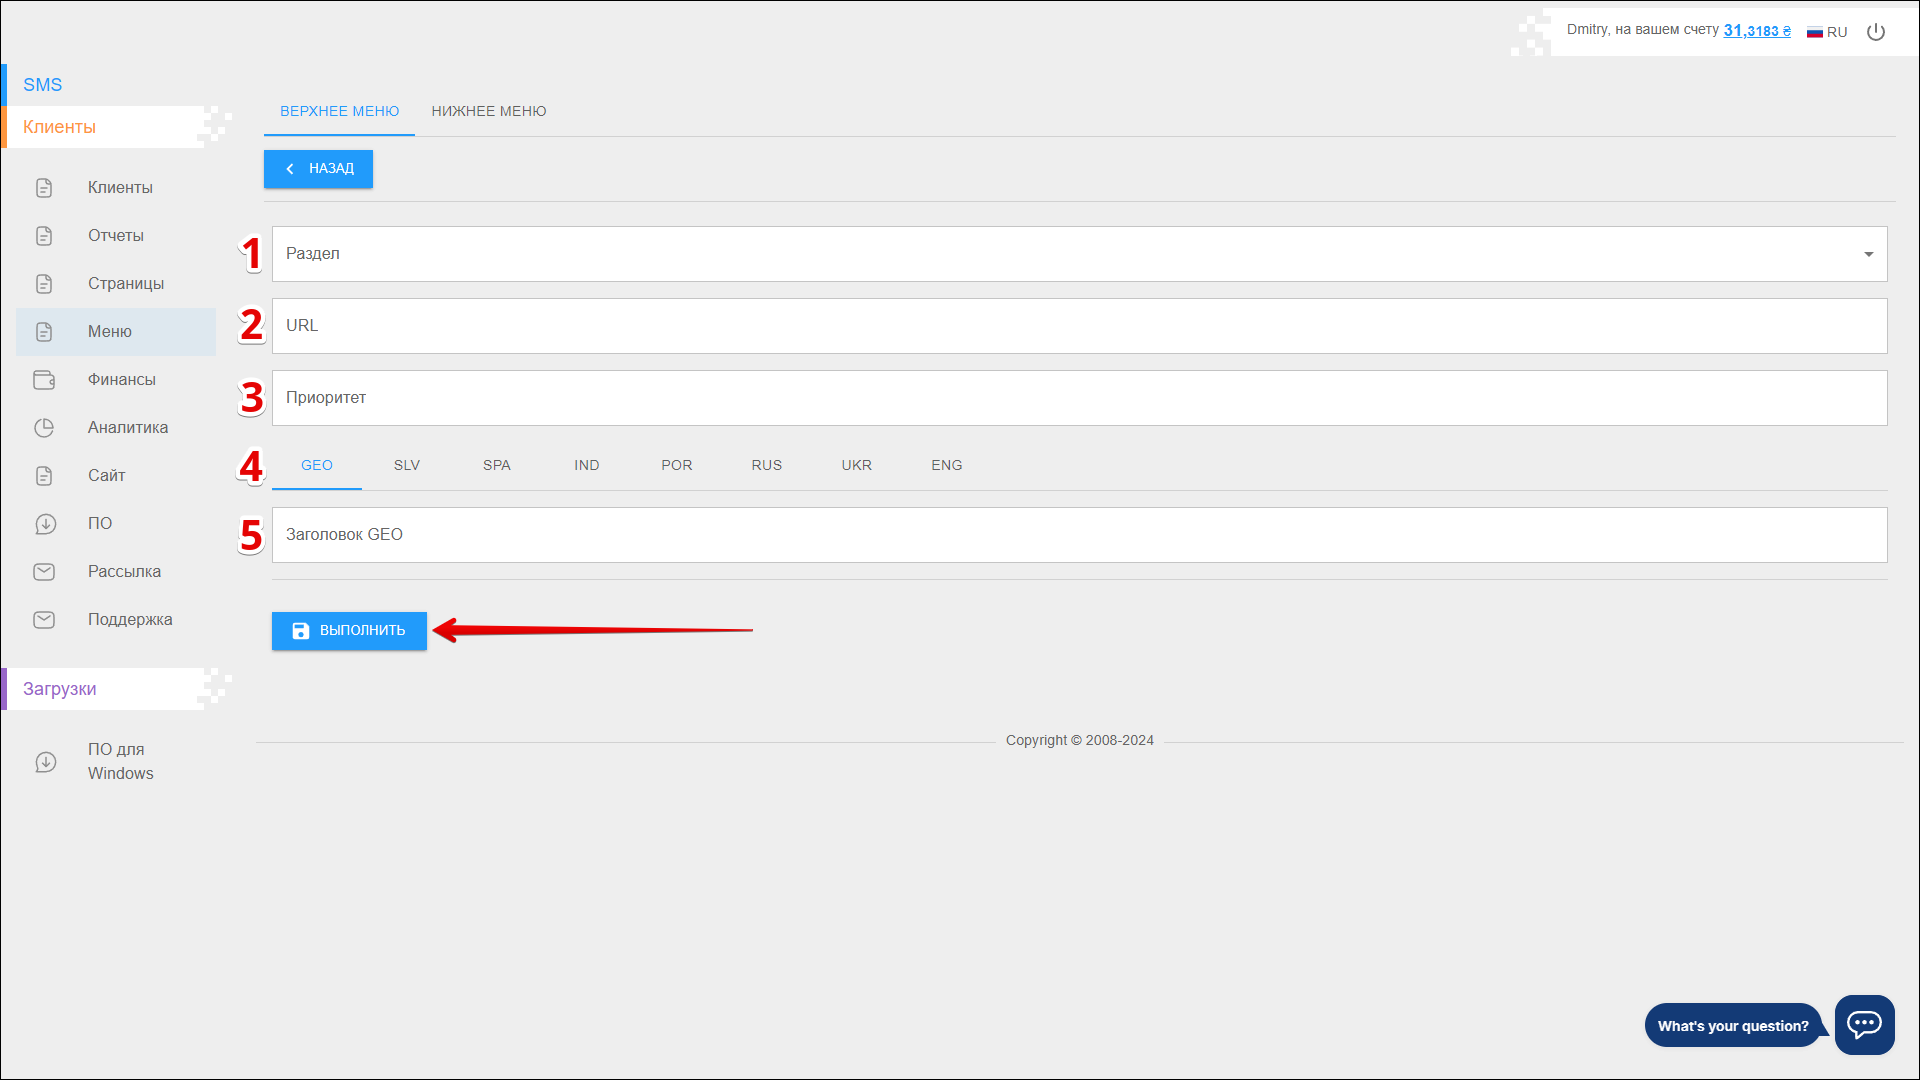 Dmitry, на вашем счету 31,3183 ₴ RU
SMS
Клиенты
Клиенты
Отчеты
Страницы
Меню
Финансы
Аналитика
Сайт
ПО
Рассылка
Поддержка
Загрузки
ПО для
Windows
ВЕРХНЕЕ МЕНЮ НИЖНЕЕ МЕНЮ
НАЗАД
1 Раздел
2 URL
3 Приоритет
4 GEO SLV SPA IND POR RUS UKR ENG
5 Заголовок GEO
ВЫПОЛНИТЬ
Copyright © 2008-2024
What's your question?